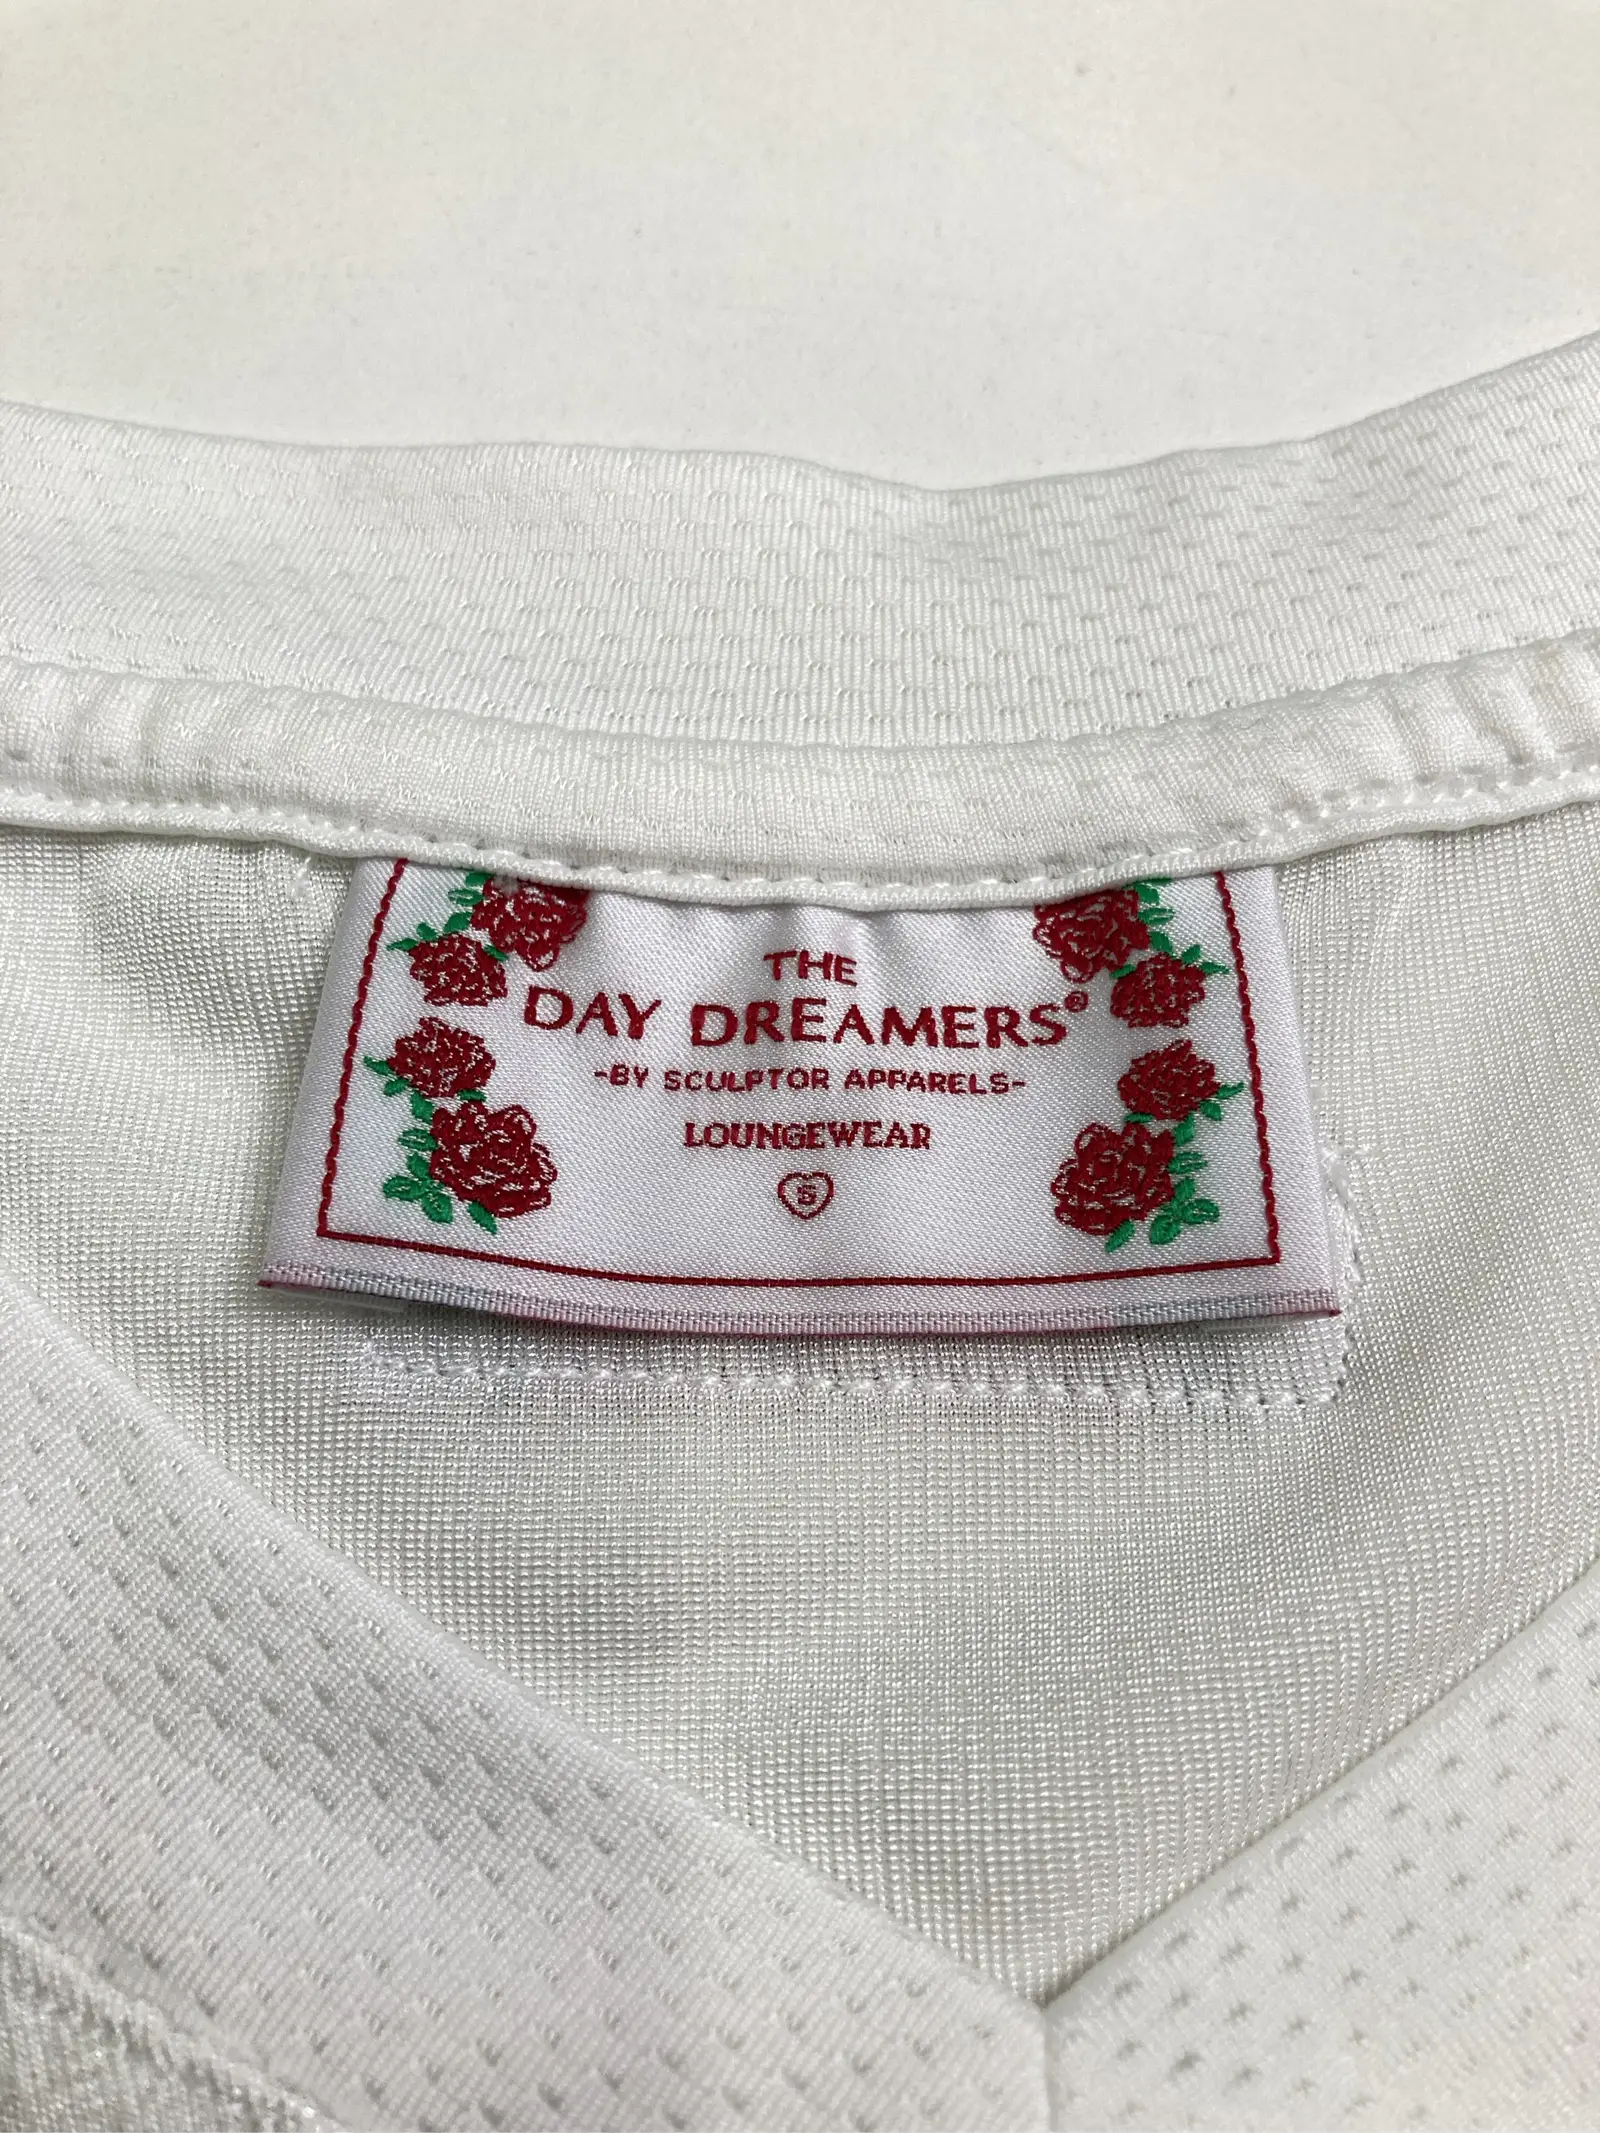 THE
DAY DREAMERS®
-BY SCULPTOR APPARELS-
LOUNGEWEAR
S